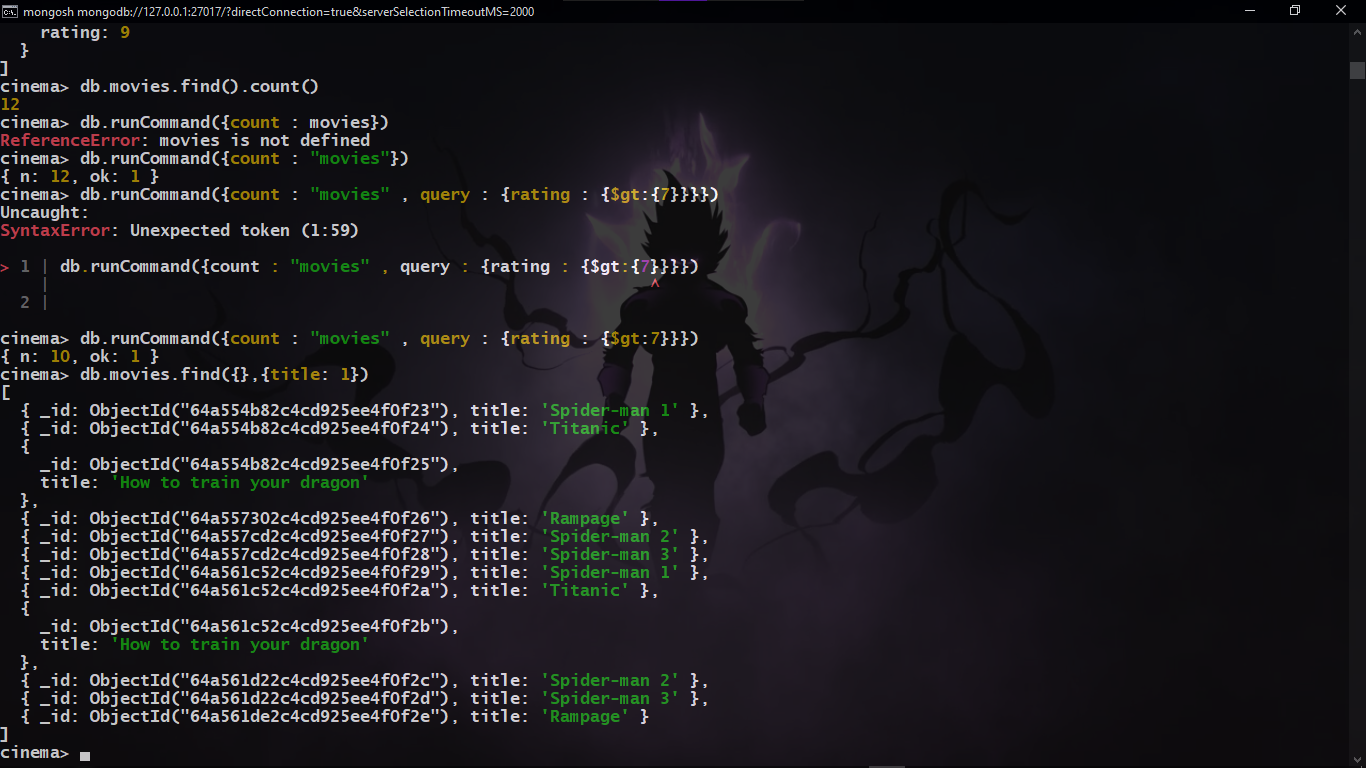 mongosh mongodb://127.0.0.1:27017/?directConnection=true&serverSelectionTimeoutMS=2000
    rating: 9
  }
]
cinema> db.movies.find().count()
12
cinema> db.runCommand({count : movies})
ReferenceError: movies is not defined
cinema> db.runCommand({count : "movies"})
{ n: 12, ok: 1 }
cinema> db.runCommand({count : "movies" , query : {rating : {$gt:{7}}}})
Uncaught:
SyntaxError: Unexpected token (1:59)
> 1 | db.runCommand({count : "movies" , query : {rating : {$gt:{7}}}})
    |                                                            ^
  2 |
cinema> db.runCommand({count : "movies" , query : {rating : {$gt:7}}})
{ n: 10, ok: 1 }
cinema> db.movies.find({},{title: 1})
[
  { _id: ObjectId("64a554b82c4cd925ee4f0f23"), title: 'Spider-man 1' },
  { _id: ObjectId("64a554b82c4cd925ee4f0f24"), title: 'Titanic' },
  {
    _id: ObjectId("64a554b82c4cd925ee4f0f25"),
    title: 'How to train your dragon'
  },
  { _id: ObjectId("64a557302c4cd925ee4f0f26"), title: 'Rampage' },
  { _id: ObjectId("64a557cd2c4cd925ee4f0f27"), title: 'Spider-man 2' },
  { _id: ObjectId("64a557cd2c4cd925ee4f0f28"), title: 'Spider-man 3' },
  { _id: ObjectId("64a561c52c4cd925ee4f0f29"), title: 'Spider-man 1' },
  { _id: ObjectId("64a561c52c4cd925ee4f0f2a"), title: 'Titanic' },
  {
    _id: ObjectId("64a561c52c4cd925ee4f0f2b"),
    title: 'How to train your dragon'
  },
  { _id: ObjectId("64a561d22c4cd925ee4f0f2c"), title: 'Spider-man 2' },
  { _id: ObjectId("64a561d22c4cd925ee4f0f2d"), title: 'Spider-man 3' },
  { _id: ObjectId("64a561de2c4cd925ee4f0f2e"), title: 'Rampage' }
]
cinema>